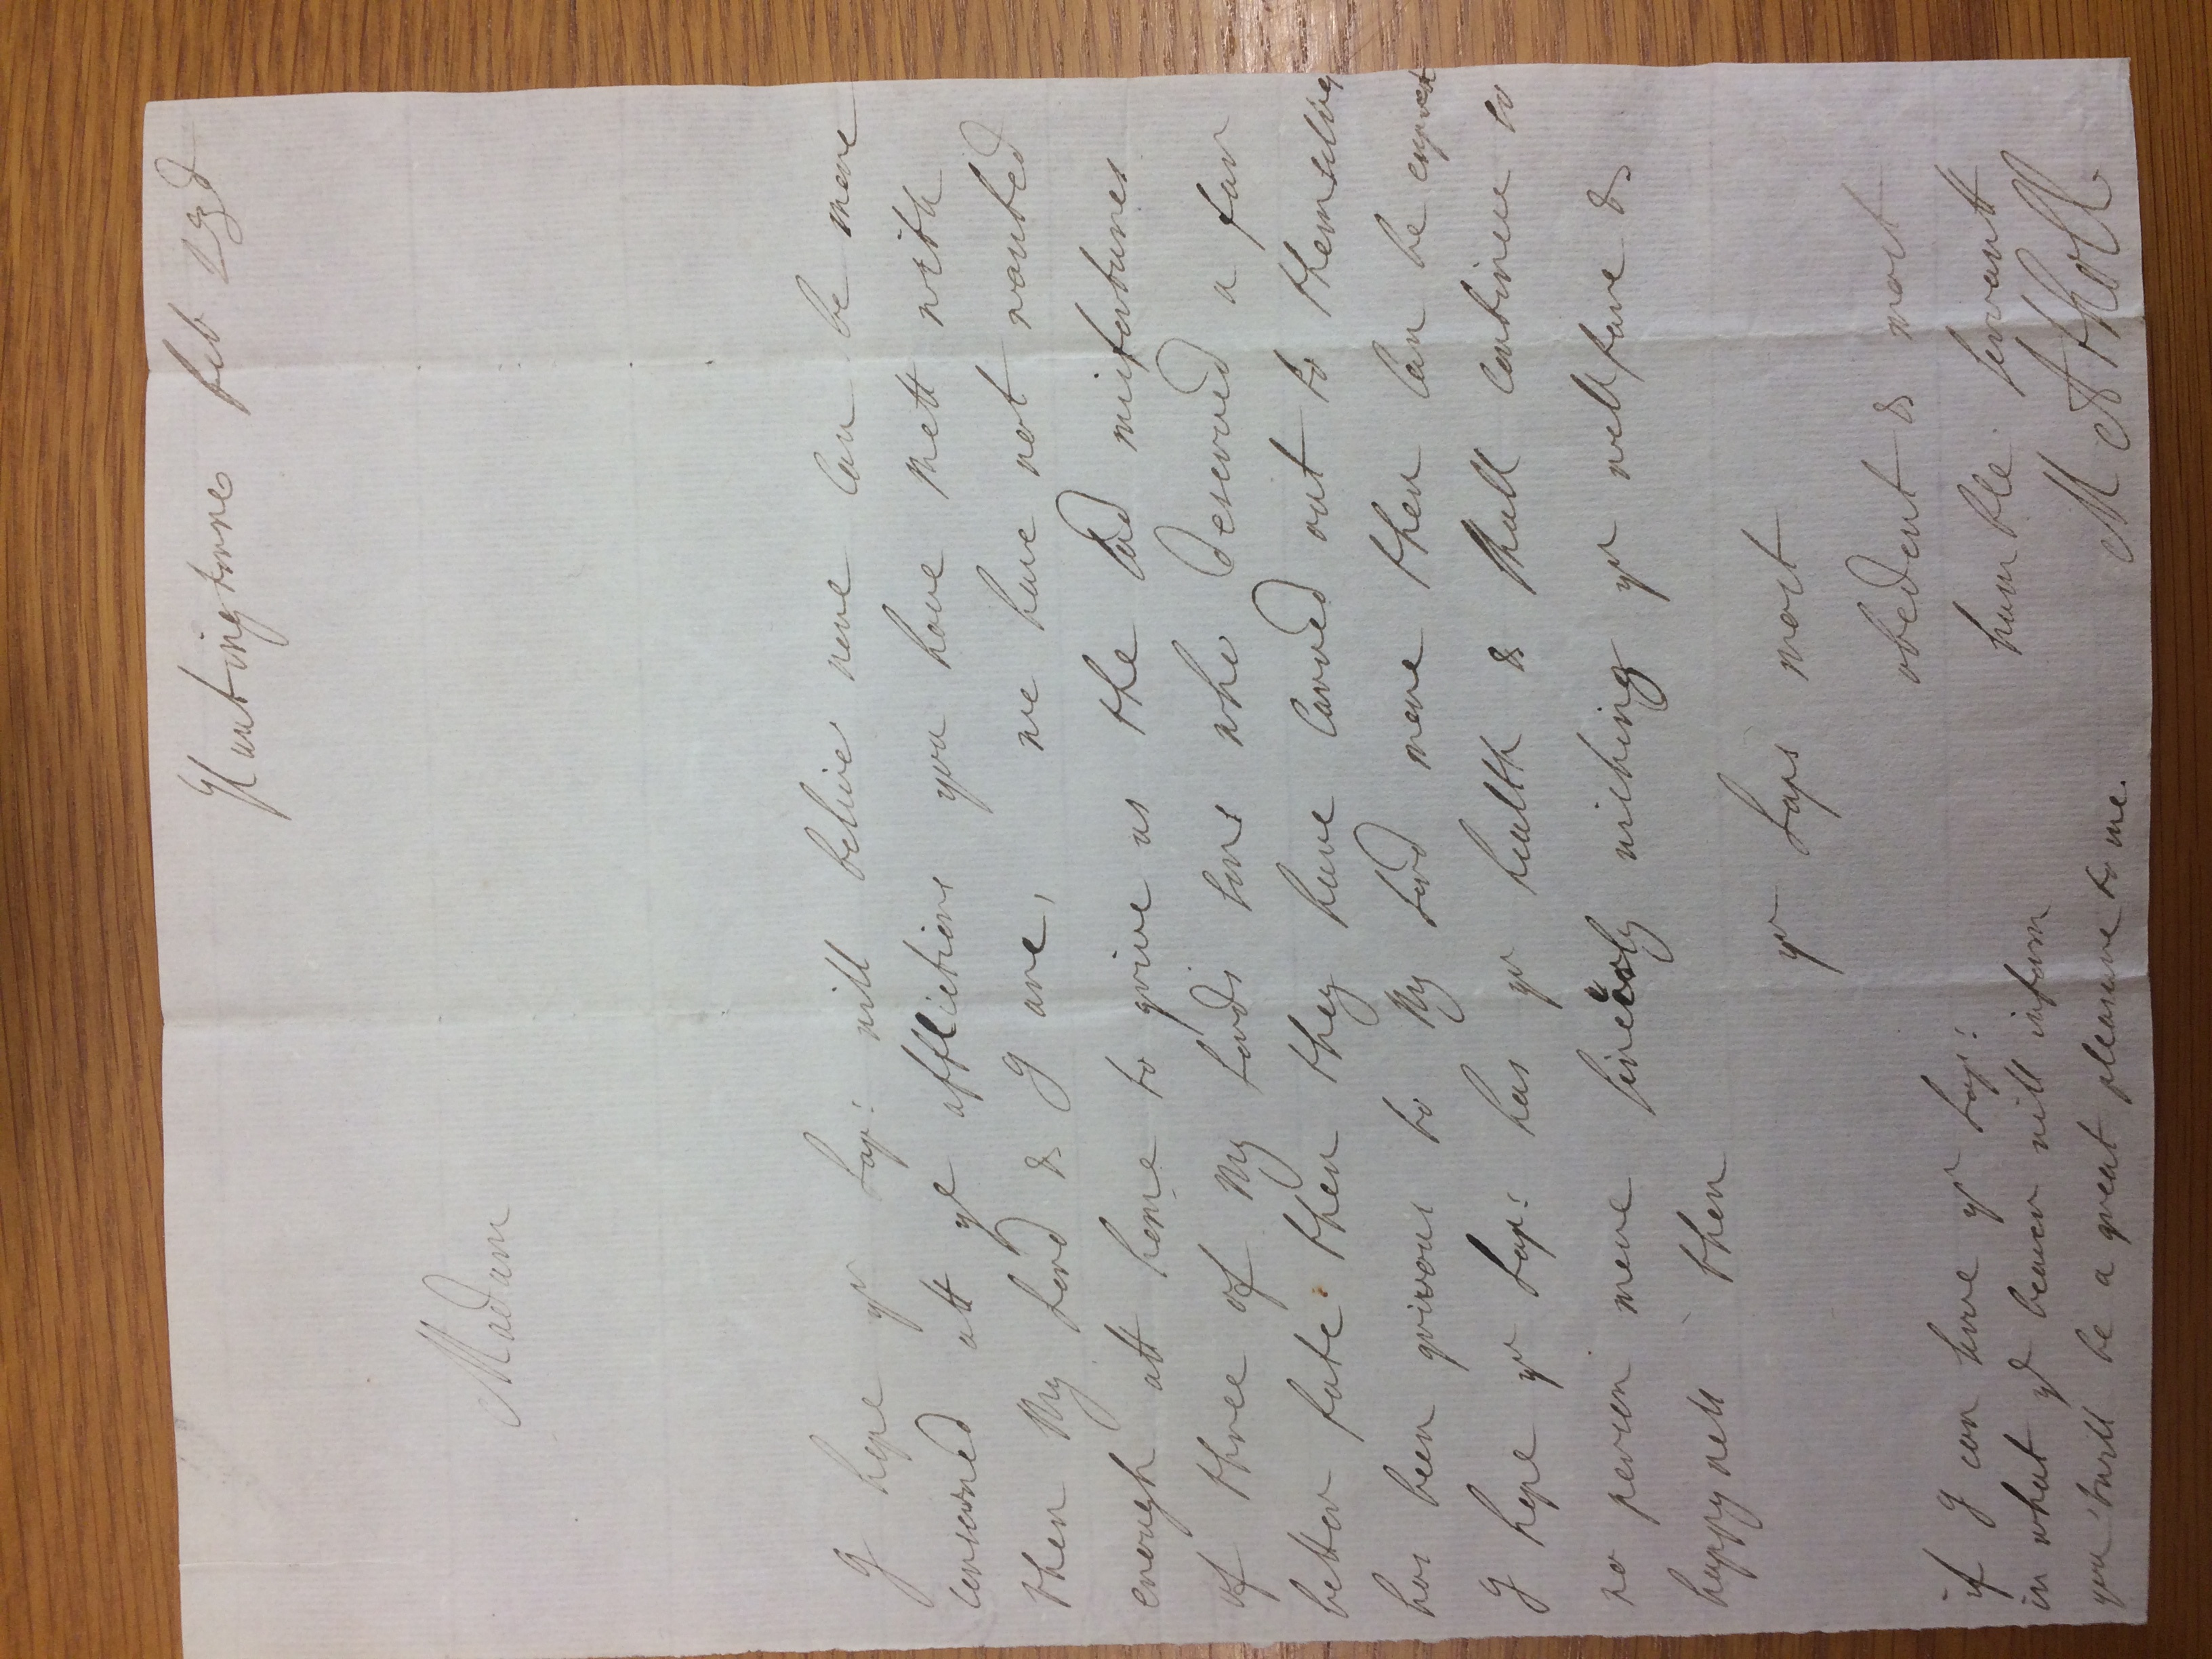 Huntingtowne feb 23d
Madam
I hope yr Lap: will belive none can be more
consarned att ye afflictions you have mett with
then My Lord & I are, we have not wanted
enough att home to grive us the sad misfortunes
of three of My Lords sons who deserved a far
better fate then they have carved out to themselves
has been grivous to My Lord more then can be exprest
I hope yr Lap: has yr health & shall continue so
no person more sincerly wishing yr wellfare &
happyness then
yr Laps most
obedent & most
humble servantt
M Atholl
if I can serve yr Lap:
in what ye bearer will inform
you 'twill be a great pleasure to me.